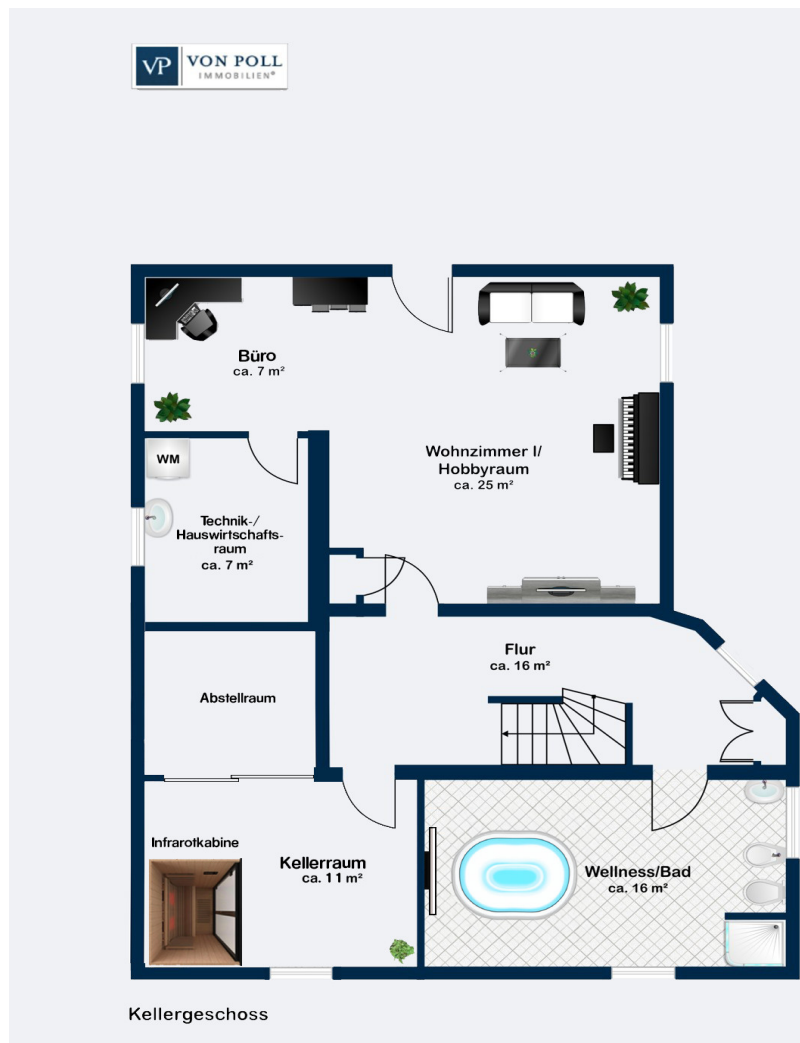 VP VON POLL
IMMOBILIEN®
Büro
ca. 7 m²
Wohnzimmer I/
Hobbyraum
ca. 25 m²
WM
Technik-/
Hauswirtschafts-
raum
ca. 7 m²
Flur
ca. 16 m²
Abstellraum
Infrarotkabine
Kellerraum
ca. 11 m²
Wellness/Bad
ca. 16 m²
Kellergeschoss